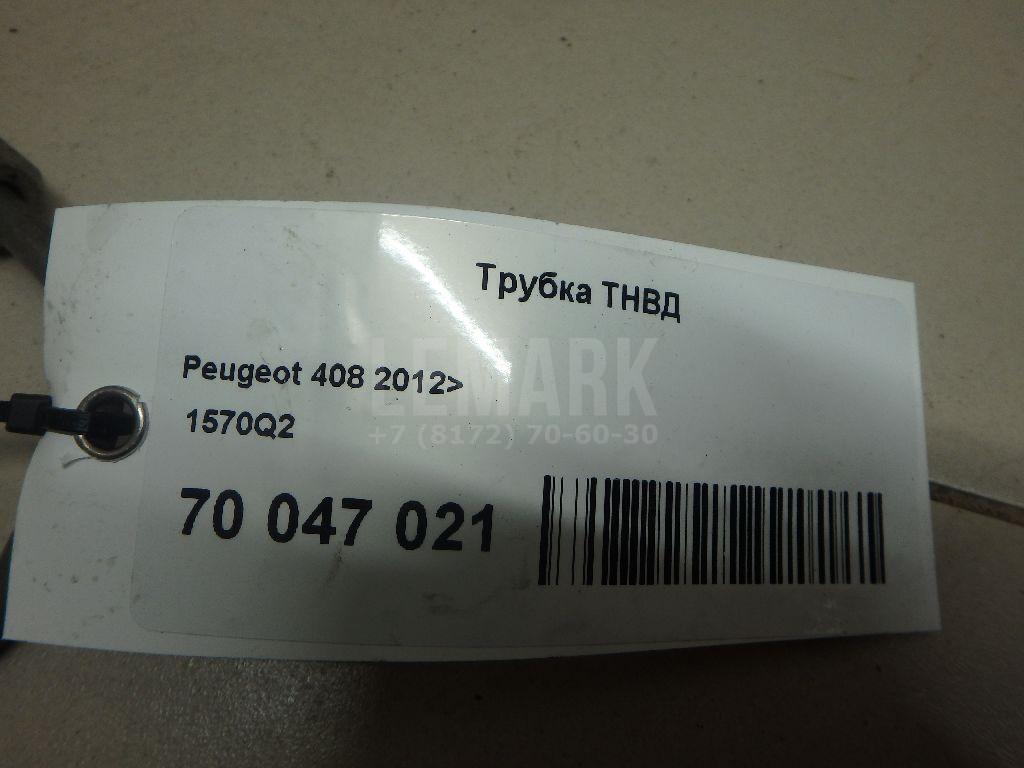 Трубка ТНВД
Peugeot 408 2012>
LEMARK
1570Q2
+7 (8172) 70-60-30
70 047 021